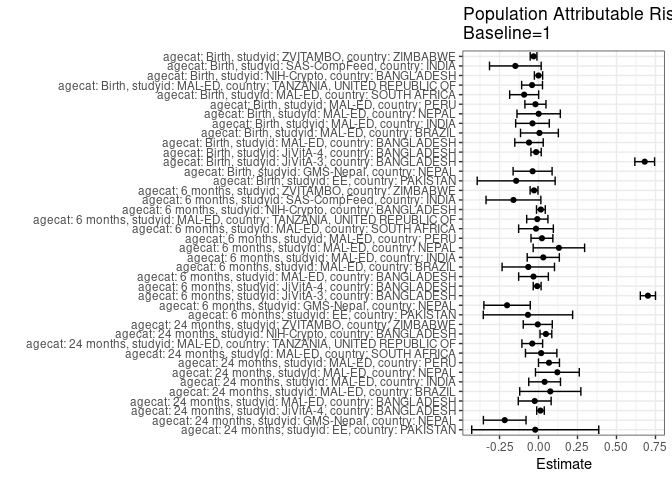 Population Attributable Ris
Baseline=1
agecat: Birth, studyid: ZVITAMBO, country: ZIMBABWE
agecat: Birth, studyid: SAS-CompFeed, country: INDIA
agecat: Birth, studyid: NIH-Crypto, country: BANGLADESH
agecat: Birth, studyid: MAL-ED, country: TANZANIA, UNITED REPUBLIC OF
agecat: Birth, studyid: MAL-ED, country: SOUTH AFRICA
agecat: Birth, studyid: MAL-ED, country: PERU
agecat: Birth, studyid: MAL-ED, country: NEPAL
agecat: Birth, studyid: MAL-ED, country: INDIA
agecat: Birth, studyid: MAL-ED, country: BRAZIL
agecat: Birth, studyid: MAL-ED, country: BANGLADESH
agecat: Birth, studyid: JiVitA-4, country: BANGLADESH
agecat: Birth, studyid: JiVitA-3, country: BANGLADESH
agecat: Birth, studyid: GMS-Nepal, country: NEPAL
agecat: Birth, studyid: EE, country: PAKISTAN
agecat: 6 months, studyid: ZVITAMBO, country: ZIMBABWE
agecat: 6 months, studyid: SAS-CompFeed, country: INDIA
agecat: 6 months, studyid: NIH-Crypto, country: BANGLADESH
agecat: 6 months, studyid: MAL-ED, country: TANZANIA, UNITED REPUBLIC OF
agecat: 6 months, studyid: MAL-ED, country: SOUTH AFRICA
agecat: 6 months, studyid: MAL-ED, country: PERU
agecat: 6 months, studyid: MAL-ED, country: NEPAL
agecat: 6 months, studyid: MAL-ED, country: INDIA
agecat: 6 months, studyid: MAL-ED, country: BRAZIL
agecat: 6 months, studyid: MAL-ED, country: BANGLADESH
agecat: 6 months, studyid: JiVitA-4, country: BANGLADESH
agecat: 6 months, studyid: JiVitA-3, country: BANGLADESH
agecat: 6 months, studyid: GMS-Nepal, country: NEPAL
agecat: 6 months, studyid: EE, country: PAKISTAN
agecat: 24 months, studyid: ZVITAMBO, country: ZIMBABWE
agecat: 24 months, studyid: NIH-Crypto, country: BANGLADESH
agecat: 24 months, studyid: MAL-ED, country: TANZANIA, UNITED REPUBLIC OF
agecat: 24 months, studyid: MAL-ED, country: SOUTH AFRICA
agecat: 24 months, studyid: MAL-ED, country: PERU
agecat: 24 months, studyid: MAL-ED, country: NEPAL
agecat: 24 months, studyid: MAL-ED, country: INDIA
agecat: 24 months, studyid: MAL-ED, country: BRAZIL
agecat: 24 months, studyid: MAL-ED, country: BANGLADESH
agecat: 24 months, studyid: JiVitA-4, country: BANGLADESH
agecat: 24 months, studyid: GMS-Nepal, country: NEPAL
agecat: 24 months, studyid: EE, country: PAKISTAN
-0.25 0.00 0.25 0.50 0.75
Estimate